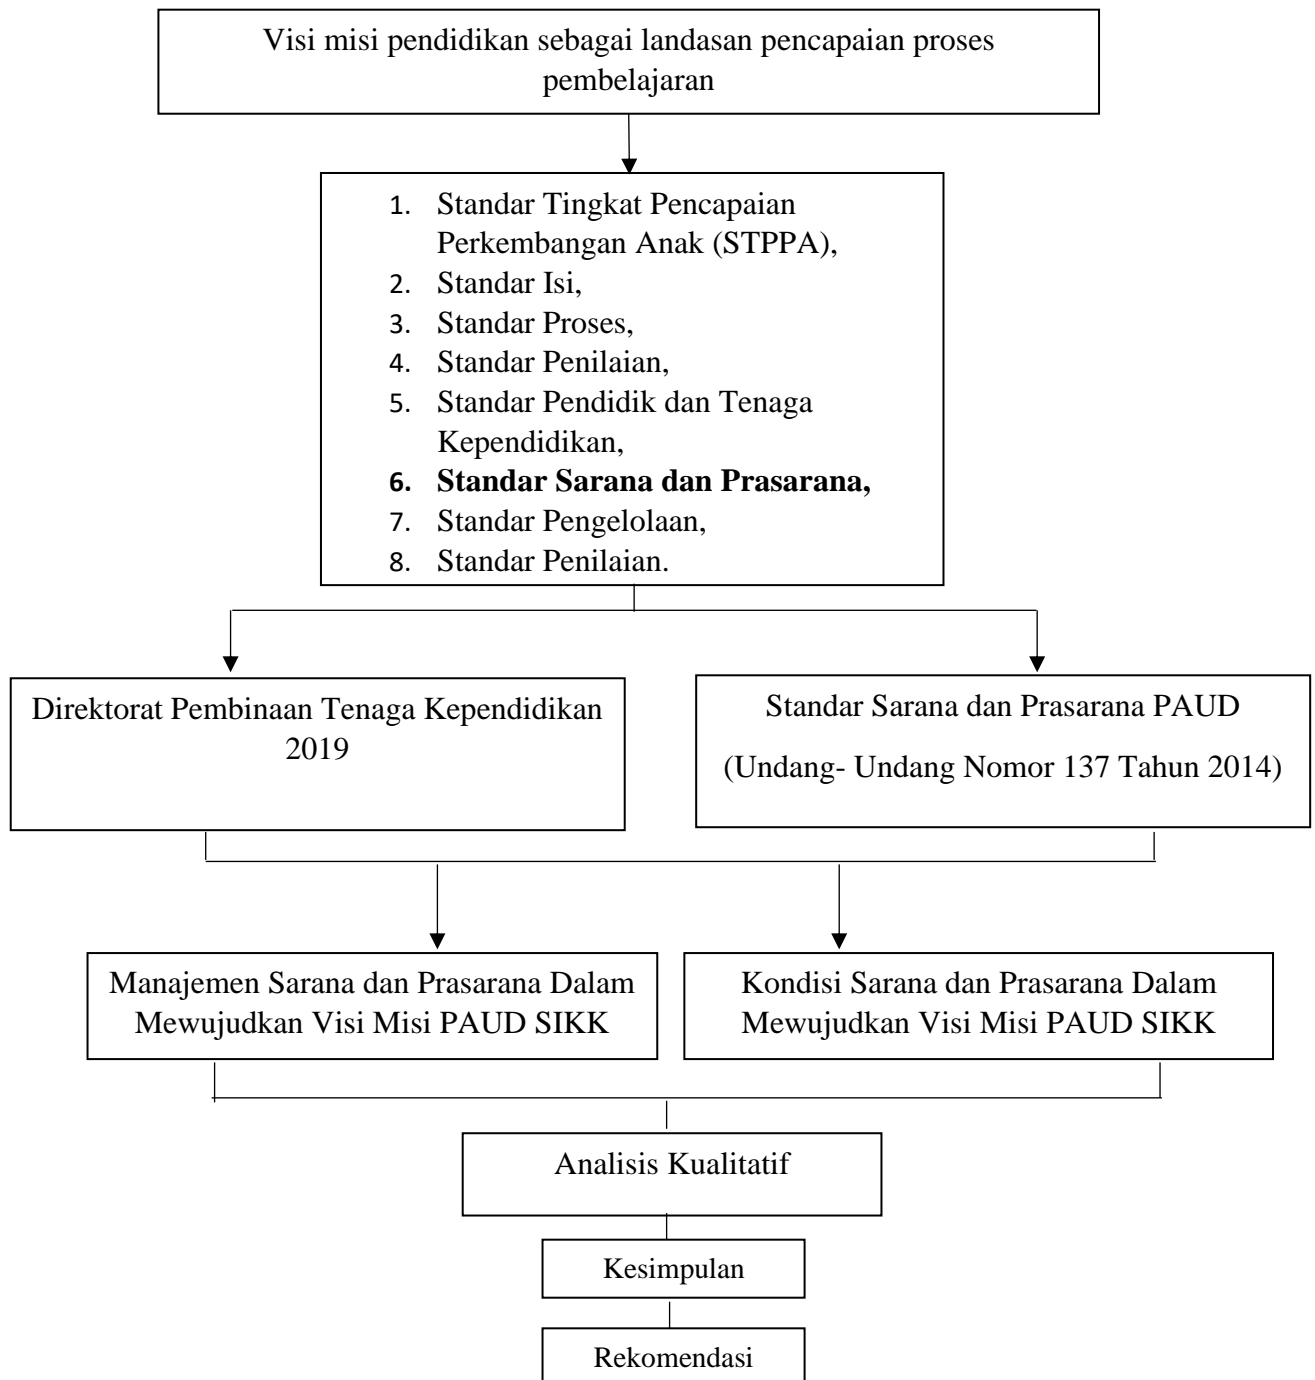 Visi misi pendidikan sebagai landasan pencapaian proses
pembelajaran
1. Standar Tingkat Pencapaian
Perkembangan Anak (STPPA),
2. Standar Isi,
3. Standar Proses,
4. Standar Penilaian,
5. Standar Pendidik dan Tenaga
Kependidikan,
6. Standar Sarana dan Prasarana,
7. Standar Pengelolaan,
8. Standar Penilaian.
Direktorat Pembinaan Tenaga Kependidikan
2019
Standar Sarana dan Prasarana PAUD
(Undang- Undang Nomor 137 Tahun 2014)
Manajemen Sarana dan Prasarana Dalam
Mewujudkan Visi Misi PAUD SIKK
Kondisi Sarana dan Prasarana Dalam
Mewujudkan Visi Misi PAUD SIKK
Analisis Kualitatif
Kesimpulan
Rekomendasi